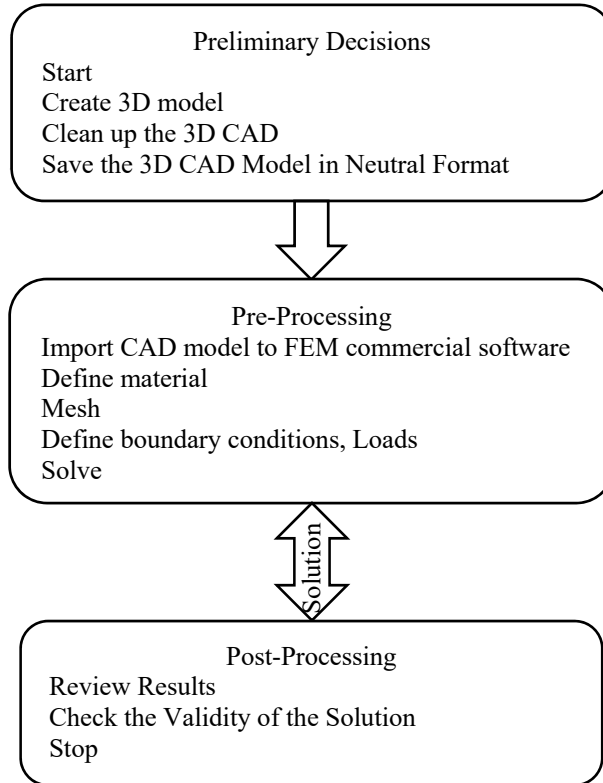 Preliminary Decisions
Start
Create 3D model
Clean up the 3D CAD
Save the 3D CAD Model in Neutral Format
Pre-Processing
Import CAD model to FEM commercial software
Define material
Mesh
Define boundary conditions, Loads
Solve
Solution
Post-Processing
Review Results
Check the Validity of the Solution
Stop